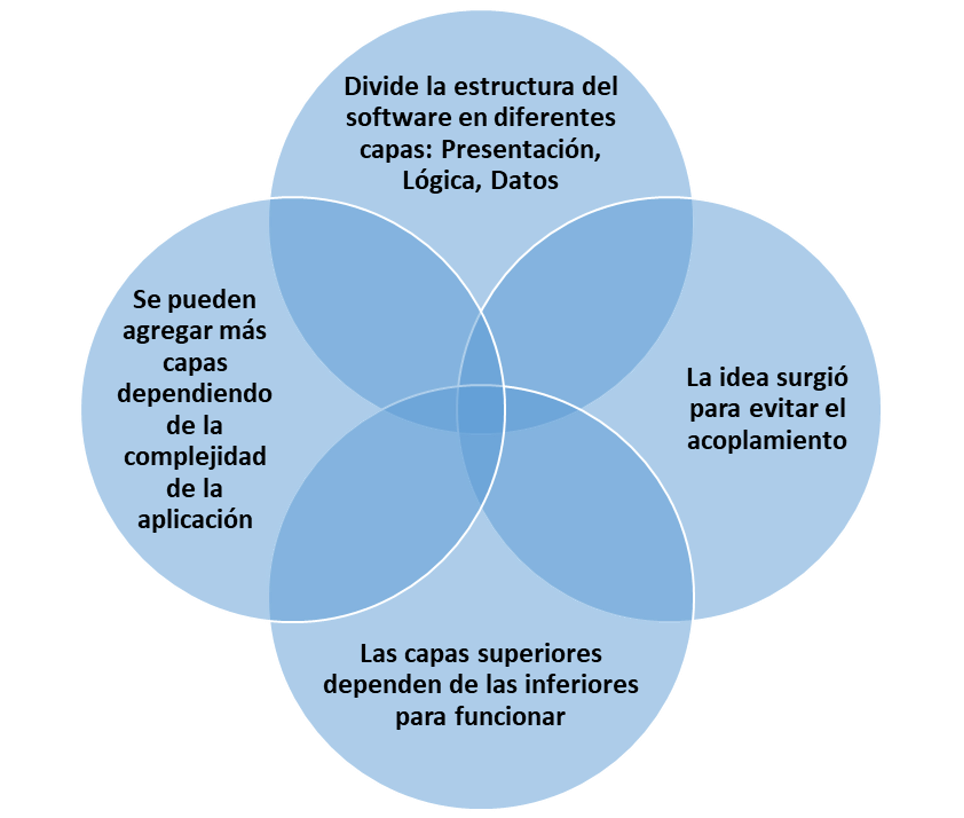 Divide la estructura del
software en diferentes
capas: Presentación,
Lógica, Datos
Se pueden
agregar más
capas
dependiendo
de la
complejidad
de la
aplicación
La idea surgió
para evitar el
acoplamiento
Las capas superiores
dependen de las inferiores
para funcionar